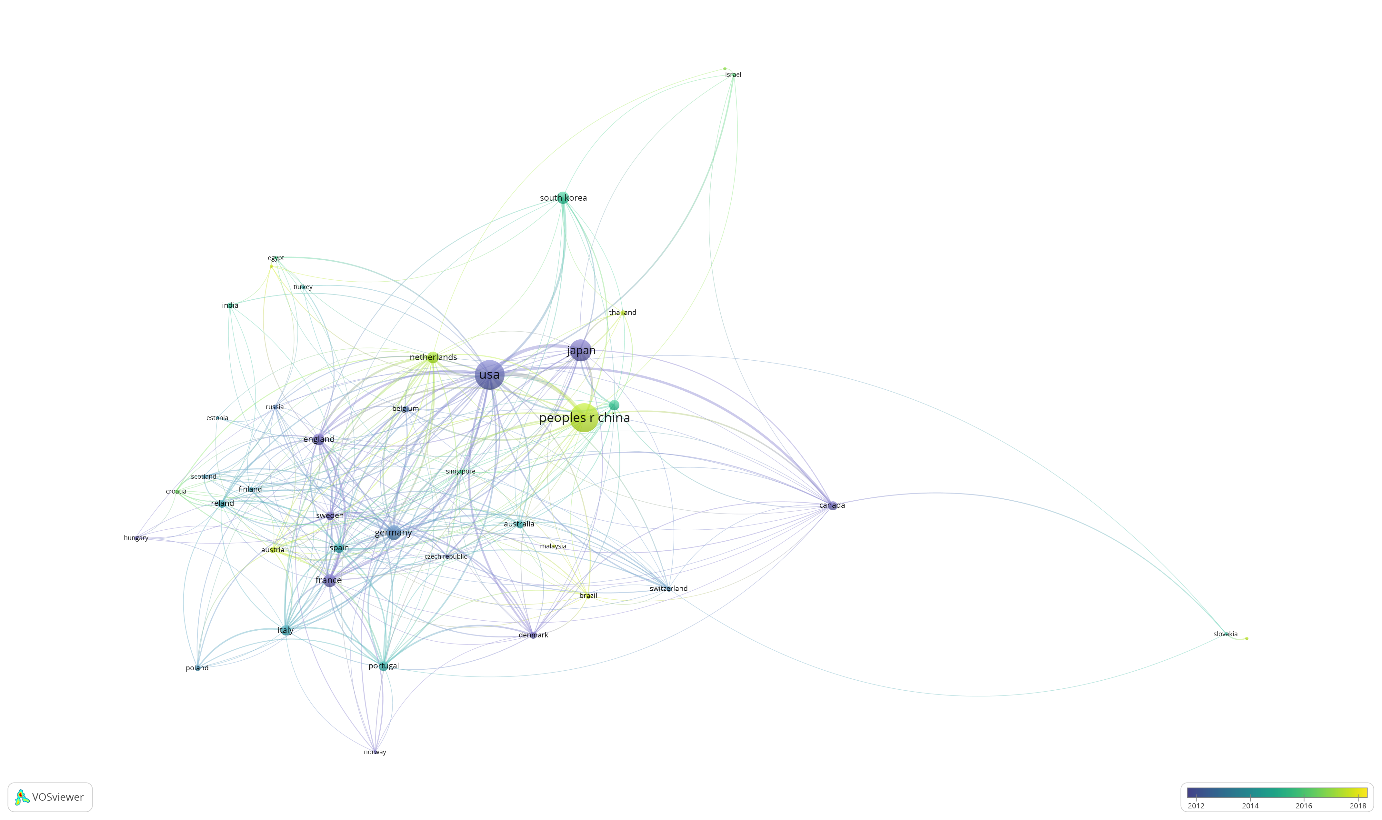 israel
south korea
egypt
turkey
india
thailand
japan
netherlands
usa
russia
belgium
estonia
peoples r china
england
singapore
scotland
finland
croatia
ireland
canada
sweden
australia
germany
hungary
spain
malaysia
austria
czech republic
france
switzerland
brazil
italy
denmark
slovakia
portugal
poland
norway
VOSviewer
2012 2014 2016 2018